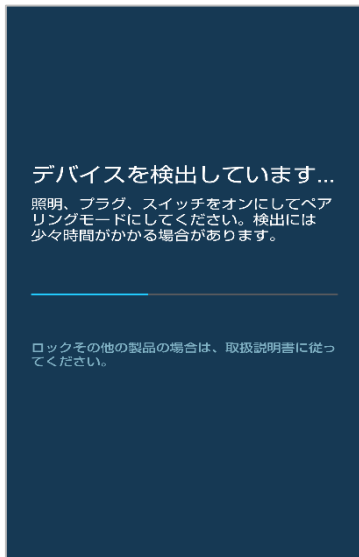 デバイスを検出しています...
照明、プラグ、スイッチをオンにしてペア
リングモードにしてください。検出には
少々時間がかかる場合があります。
ロックその他の製品の場合は、取扱説明書に従っ
てください。